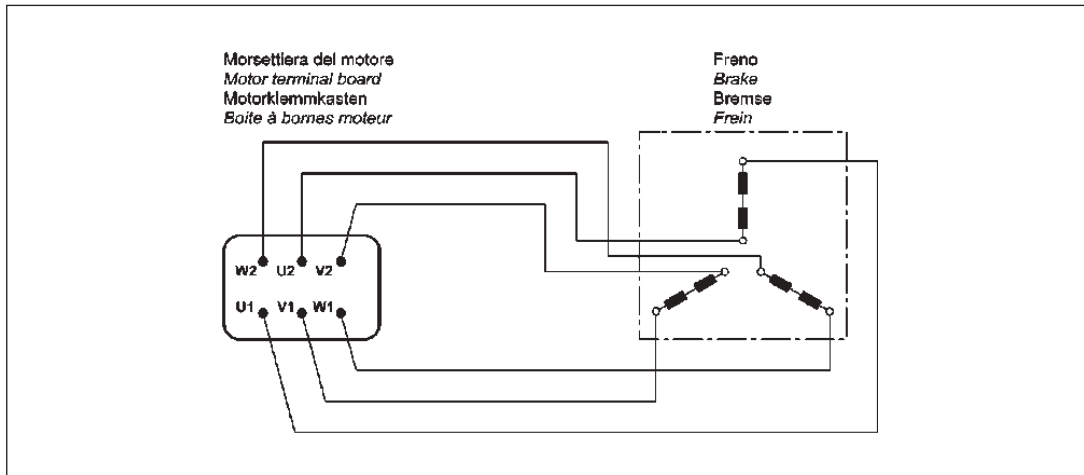 Morsettiera del motore
Motor terminal board
Motorklemmkasten
Boite à bornes moteur
Freno
Brake
Bremse
Frein
W2 U2 V2
U1 V1 W1